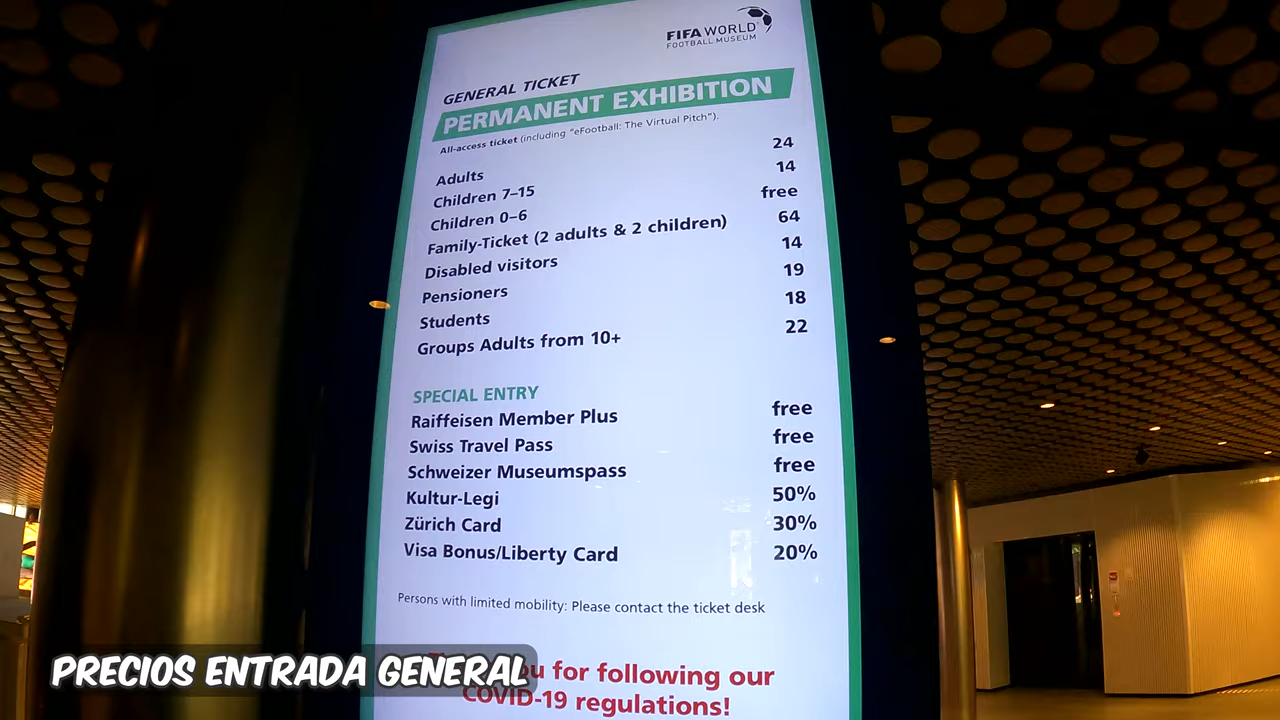 FIFA WORLD
FOOTBALL MUSEUM
GENERAL TICKET
PERMANENT EXHIBITION
All-access ticket (including "eFootball: The Virtual Pitch").
Adults 24
Children 7–15 14
Children 0–6 free
Family-Ticket (2 adults & 2 children) 64
Disabled visitors 14
Pensioners 19
Students 18
Groups Adults from 10+ 22
SPECIAL ENTRY
Raiffeisen Member Plus free
Swiss Travel Pass free
Schweizer Museumspass free
Kultur-Legi 50%
Zürich Card 30%
Visa Bonus/Liberty Card 20%
Persons with limited mobility: Please contact the ticket desk
for following our
COVID-19 regulations!
PRECIOS ENTRADA GENERAL